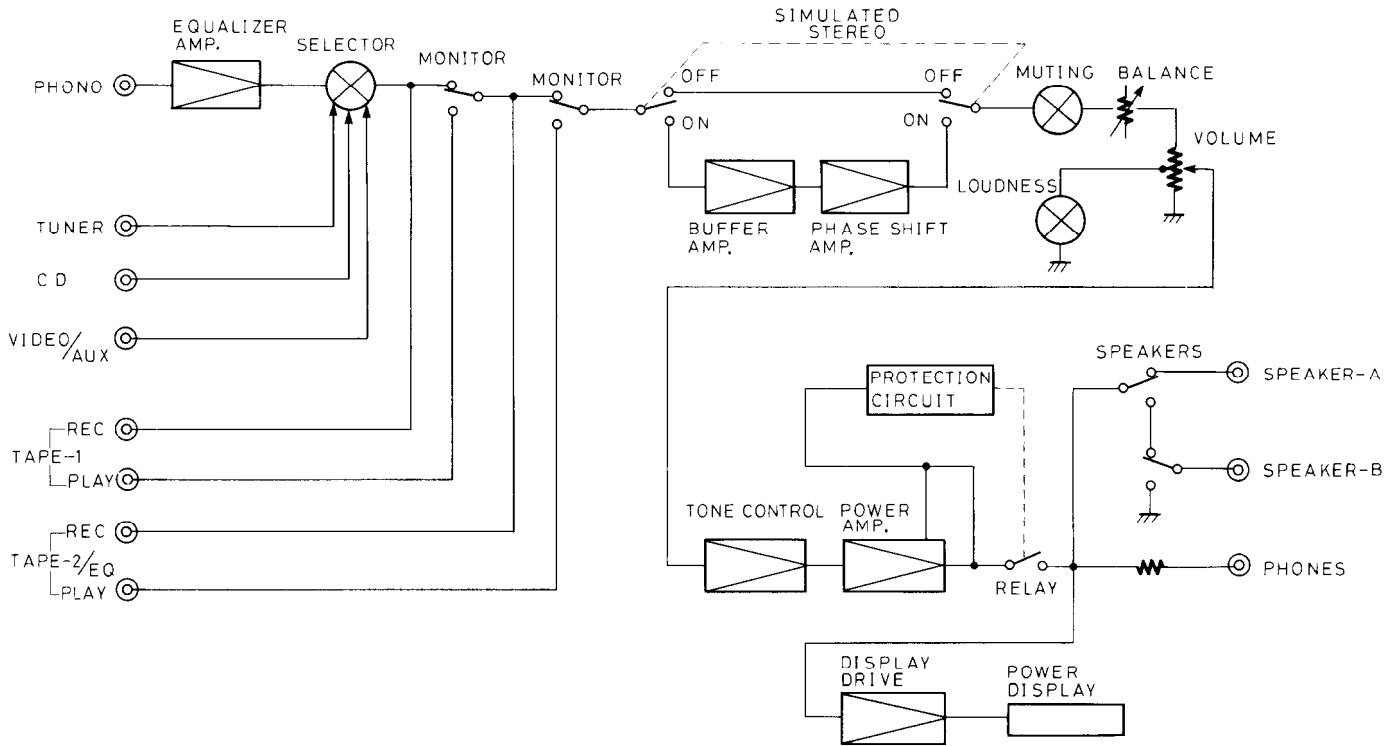 EQUALIZER
AMP.
SELECTOR
MONITOR
MONITOR
SIMULATED
STEREO
OFF
OFF
MUTING
BALANCE
PHONO
ON
ON
VOLUME
LOUDNESS
BUFFER
AMP.
PHASE SHIFT
AMP.
TUNER
CD
VIDEO/AUX
SPEAKERS
SPEAKER-A
PROTECTION
CIRCUIT
REC
TAPE-1
PLAY
SPEAKER-B
TONE CONTROL
POWER
AMP.
REC
TAPE-2/EQ
PLAY
RELAY
PHONES
DISPLAY
DRIVE
POWER
DISPLAY